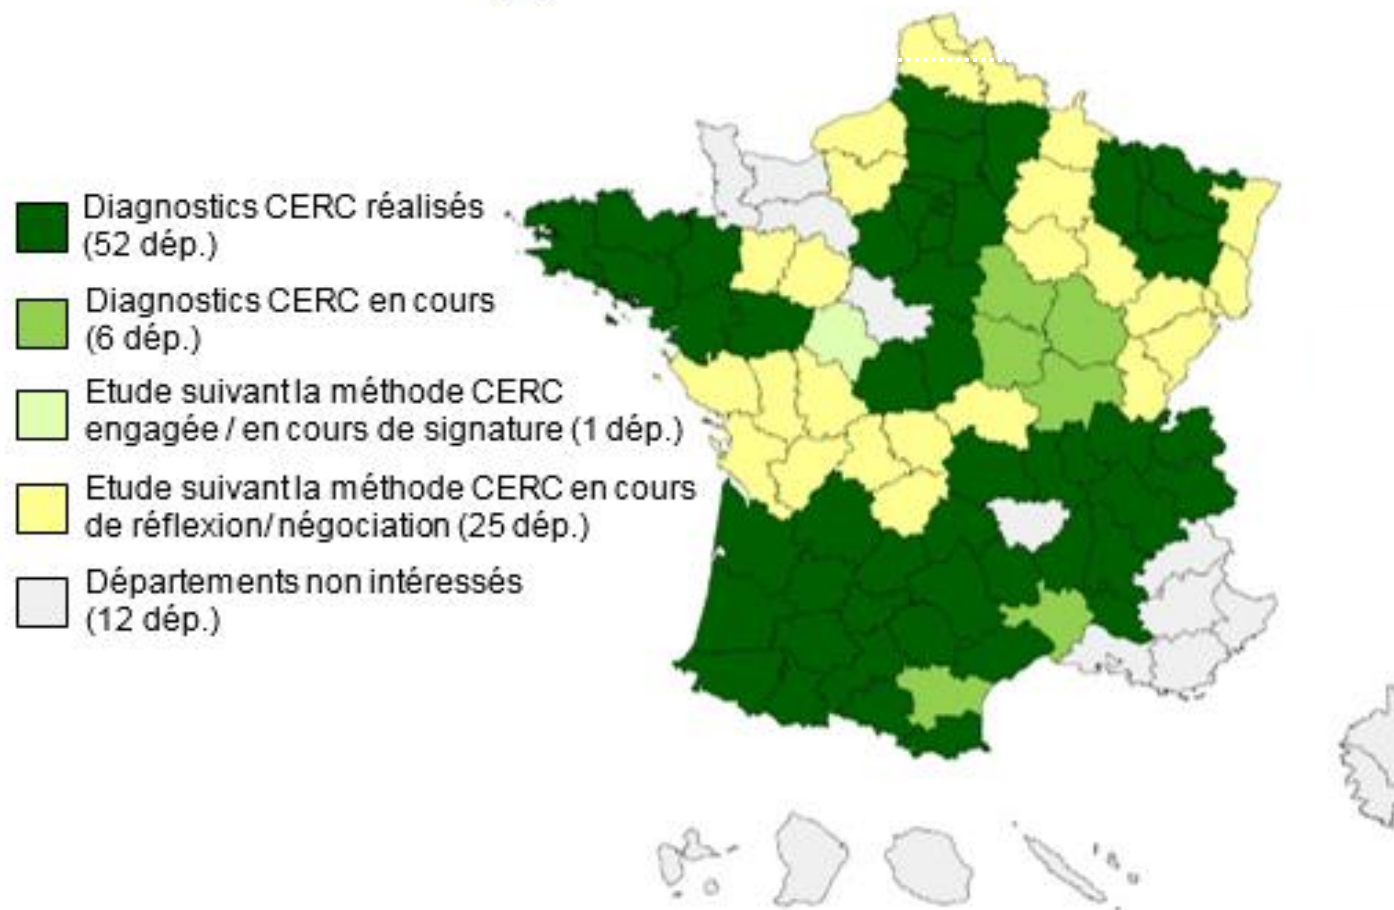 Diagnostics CERC réalisés
(52 dép.)
Diagnostics CERC en cours
(6 dép.)
Etude suivant la méthode CERC
engagée / en cours de signature (1 dép.)
Etude suivant la méthode CERC en cours
de réflexion/ négociation (25 dép.)
Départements non intéressés
(12 dép.)